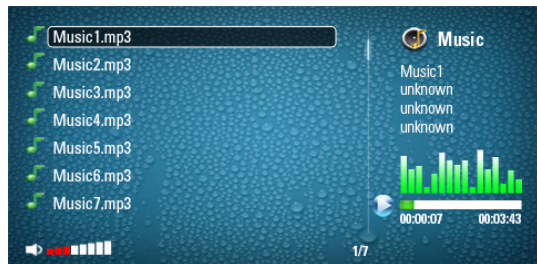 Music1.mp3
Music2.mp3
Music3.mp3
Music4.mp3
Music5.mp3
Music6.mp3
Music7.mp3
1/7
Music
Music1
unknown
unknown
unknown
00:00:07 00:03:43